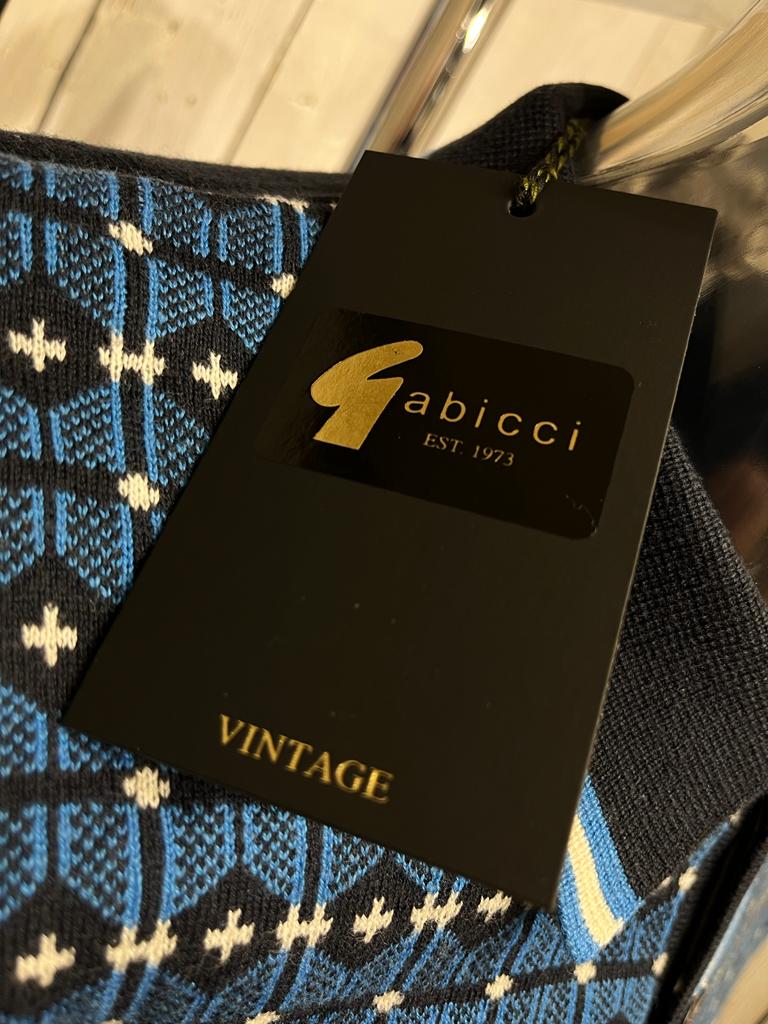 Gabicci
EST. 1973
VINTAGE